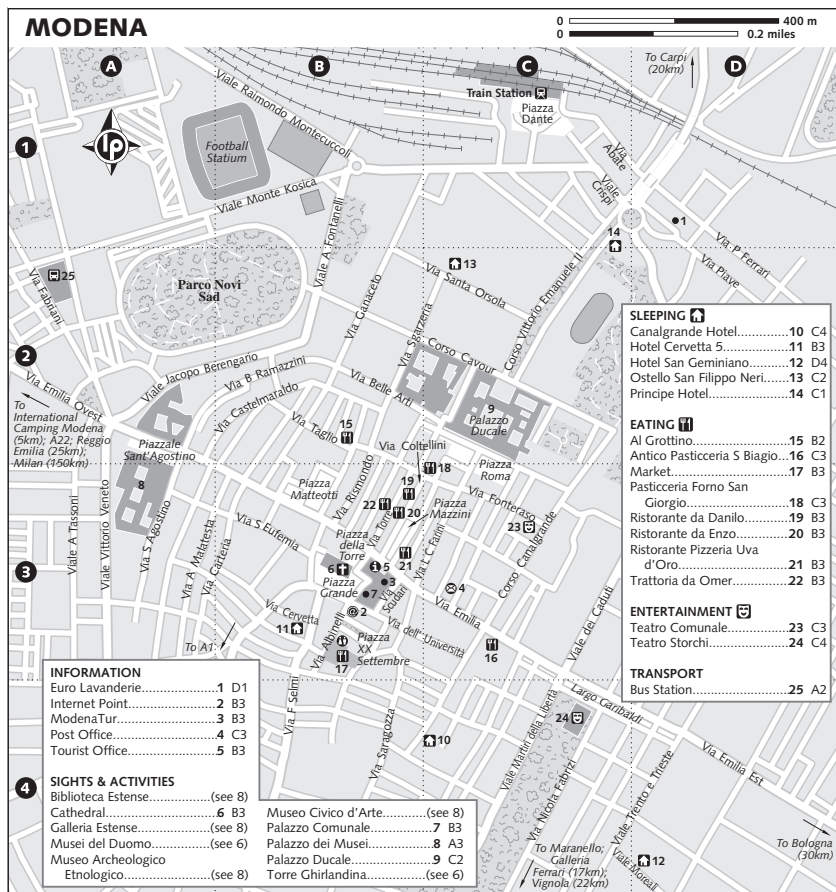 MODENA
0 400 m
0 0.2 miles
A
B
C
D
1
2
3
4
lp
To Carpi
(20km)
Train Station
Piazza
Dante
Viale Raimondo Montecuccoli
Football
Statium
Viale Monte Kosica
Viale A Fontanelli
Via
Abate
Viale
Crispi
1
14
Via P Ferrari
Via Piave
25
Via Fabriani
Parco Novi
Sad
13
Via Santa Orsola
Via Ganaceto
Via Sgarzeria
Corso Vittorio Emanuele II
Corso Cavour
Viale Jacopo Berengario
Via B Ramazzini
Via Emilia Ovest
Via Castelmaraldo
Via Belle Arti
9
Palazzo
Ducale
To
International
Camping Modena
(5km); A22; Reggio
Emilia (25km);
Milan (150km)
Piazzale
Sant'Agostino
Via Taglio
15
Via Coltellini
18
Piazza
Roma
8
Piazza
Matteotti
Via Rismondo
19
22
20
Via Torre
Piazza
Mazzini
Via Fonteraso
23
Corso Canalgrande
Viale A Tassoni
Viale Vittorio Veneto
Via S Agostino
Via A Malatesta
Via Carteria
Via S Eufemia
Piazza
della
Torre
5
21
Via L C Farini
6
Piazza
Grande
3
7
Via
Scudari
4
Via Emilia
2
Via Cervetta
11
Via Albinelli
Via dell' Università
Piazza
XX
Settembre
17
16
Viale dei Caduti
To A1
Via F Selmi
Via Saragozza
10
Largo Garibaldi
24
Viale Martiri della Libertà
Via Nicola Fabrizi
Viale Trento e Trieste
Via Emilia Est
To Bologna
(30km)
12
Viale Moreali
To Maranello;
Galleria
Ferrari (17km);
Vignola (22km)
SLEEPING
Canalgrande Hotel..............10 C4
Hotel Cervetta 5..................11 B3
Hotel San Geminiano..........12 D4
Ostello San Filippo Neri.......13 C2
Principe Hotel.....................14 C1
EATING
Al Grottino..........................15 B2
Antico Pasticceria S Biagio...16 C3
Market................................17 B3
Pasticceria Forno San
Giorgio............................18 C3
Ristorante da Danilo............19 B3
Ristorante da Enzo..............20 B3
Ristorante Pizzeria Uva
d'Oro..............................21 B3
Trattoria da Omer...............22 B3
ENTERTAINMENT
Teatro Comunale.................23 C3
Teatro Storchi.....................24 C4
TRANSPORT
Bus Station..........................25 A2
INFORMATION
Euro Lavanderie....................1 D1
Internet Point.......................2 B3
ModenaTur...........................3 B3
Post Office............................4 C3
Tourist Office........................5 B3
SIGHTS & ACTIVITIES
Biblioteca Estense................(see 8)
Cathedral..............................6 B3
Galleria Estense...................(see 8)
Musei del Duomo................(see 6)
Museo Archeologico
Etnologico.......................(see 8)
Museo Civico d'Arte............(see 8)
Palazzo Comunale.................7 B3
Palazzo dei Musei.................8 A3
Palazzo Ducale.....................9 C2
Torre Ghirlandina................(see 6)